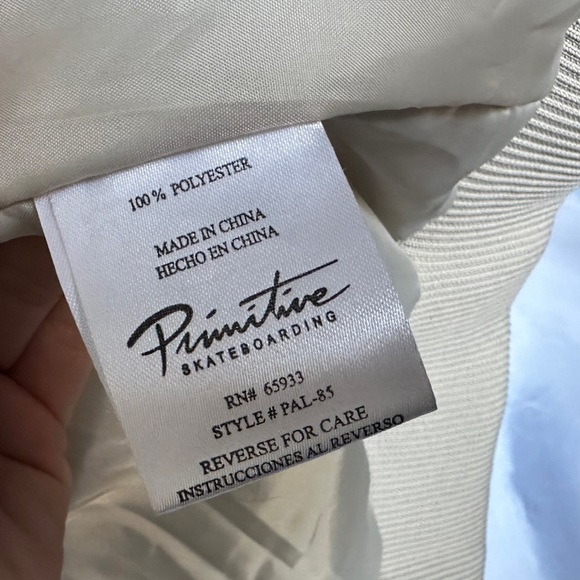 100% POLYESTER
MADE IN CHINA
HECHO EN CHINA
Primitive
SKATEBOARDING
RN# 65933
STYLE # PAL-85
REVERSE FOR CARE
INSTRUCCIONES AL REVERSO